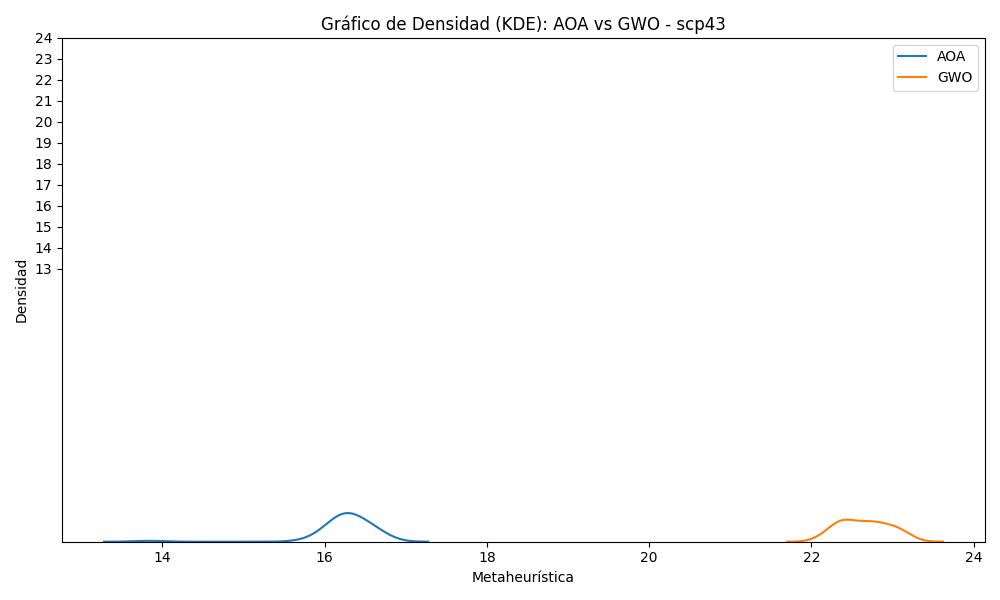 Gráfico de Densidad (KDE): AOA vs GWO - scp43
AOA
GWO
24
23
22
21
20
19
18
17
16
15
14
13
Densidad
14 16 18 20 22 24
Metaheurística